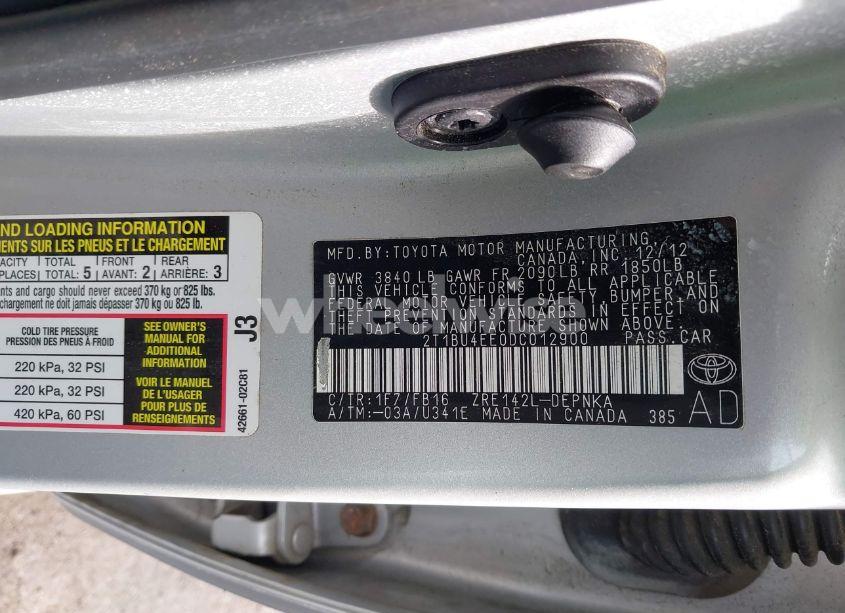 ND LOADING INFORMATION
MENTS SUR LES PNEUS ET LE CHARGEMENT
ACITY TOTAL FRONT REAR
PLACES TOTAL: 5 AVANT: 2 ARRIÈRE: 3
nts and cargo should never exceed 370 kg or 825 lbs.
chargement ne doit jamais dépasser 370 kg ou 825 lb.
COLD TIRE PRESSURE
PRESSION DES PNEUS À FROID
220 kPa, 32 PSI
220 kPa, 32 PSI
420 kPa, 60 PSI
SEE OWNER'S
MANUAL FOR
ADDITIONAL
INFORMATION
VOIR LE MANUEL
DE L'USAGER
POUR PLUS DE
RENSEIGNEMENTS
J3
42661-02C81
MFD. BY: TOYOTA MOTOR MANUFACTURING,
CANADA, INC. 12/12
GVWR 3840 LB GAWR FR 2090LB, RR 1850LB
THIS VEHICLE CONFORMS TO ALL APPLICABLE
FEDERAL MOTOR VEHICLE SAFETY, BUMPER, AND
THEFT PREVENTION STANDARDS IN EFFECT ON
THE DATE OF MANUFACTURE SHOWN ABOVE.
2T1BU4EE0DC012900 PASS. CAR
C/TR: 1F7/FB16 ZRE142L-DEPNKA
A/TM: -03A/U341E MADE IN CANADA 385
TOYOTA
AD